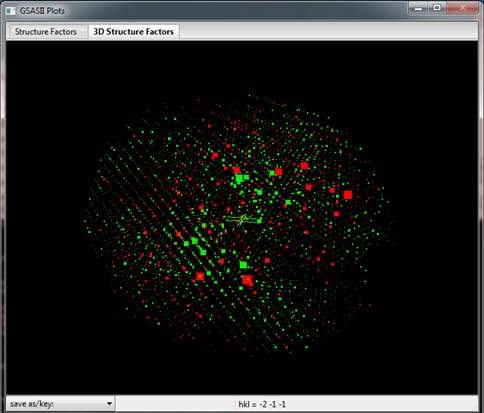 GSASII Plots
Structure Factors
3D Structure Factors
save as/key:
hkl = -2 -1 -1